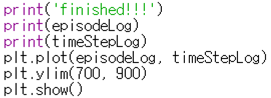 print('finished!!!')
print(episodeLog)
print(timeStepLog)
plt.plot(episodeLog, timeStepLog)
plt.ylim(700, 900)
plt.show()